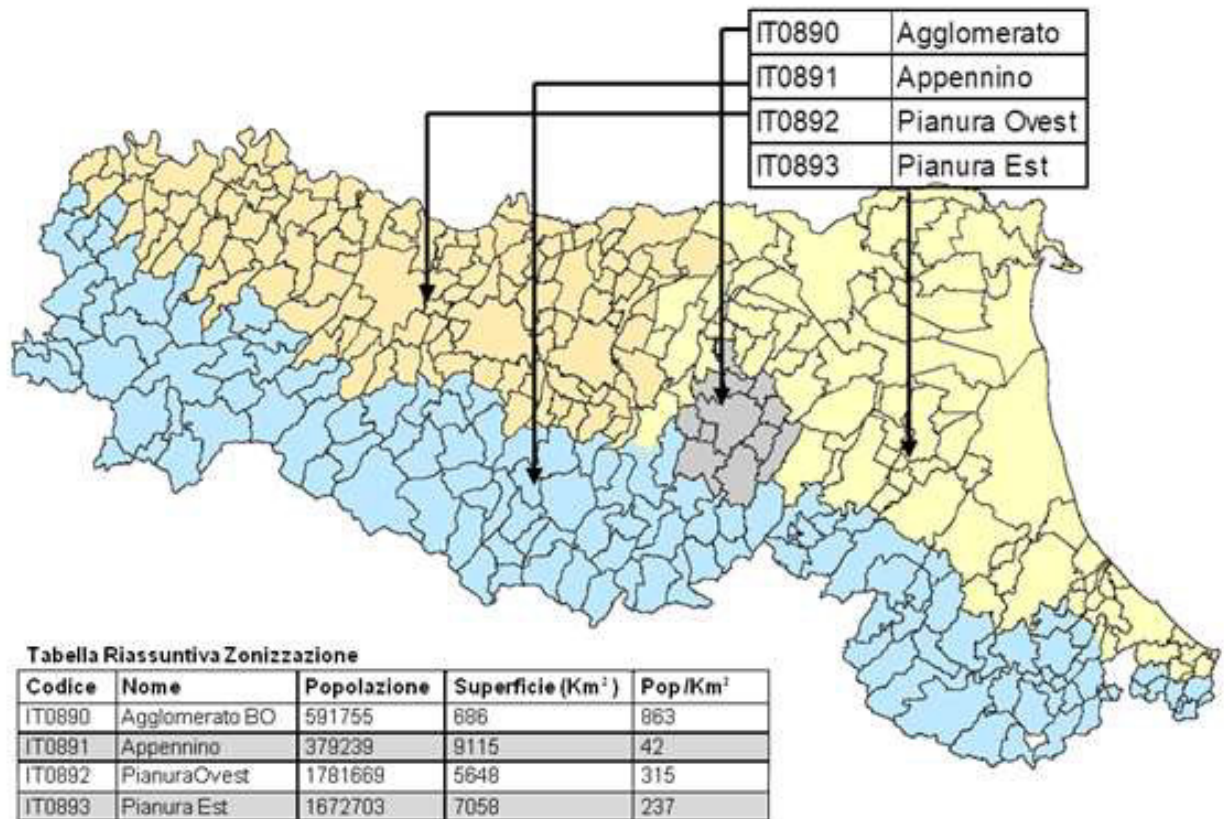 IT0890 Agglomerato
IT0891 Appennino
IT0892 Pianura Ovest
IT0893 Pianura Est
Tabella Riassuntiva Zonizzazione
Codice Nome Popolazione Superficie (Km²) Pop/Km²
IT0890 Agglomerato BO 591755 686 863
IT0891 Appennino 379239 9115 42
IT0892 PianuraOvest 1781669 5648 315
IT0893 Pianura Est 1672703 7058 237